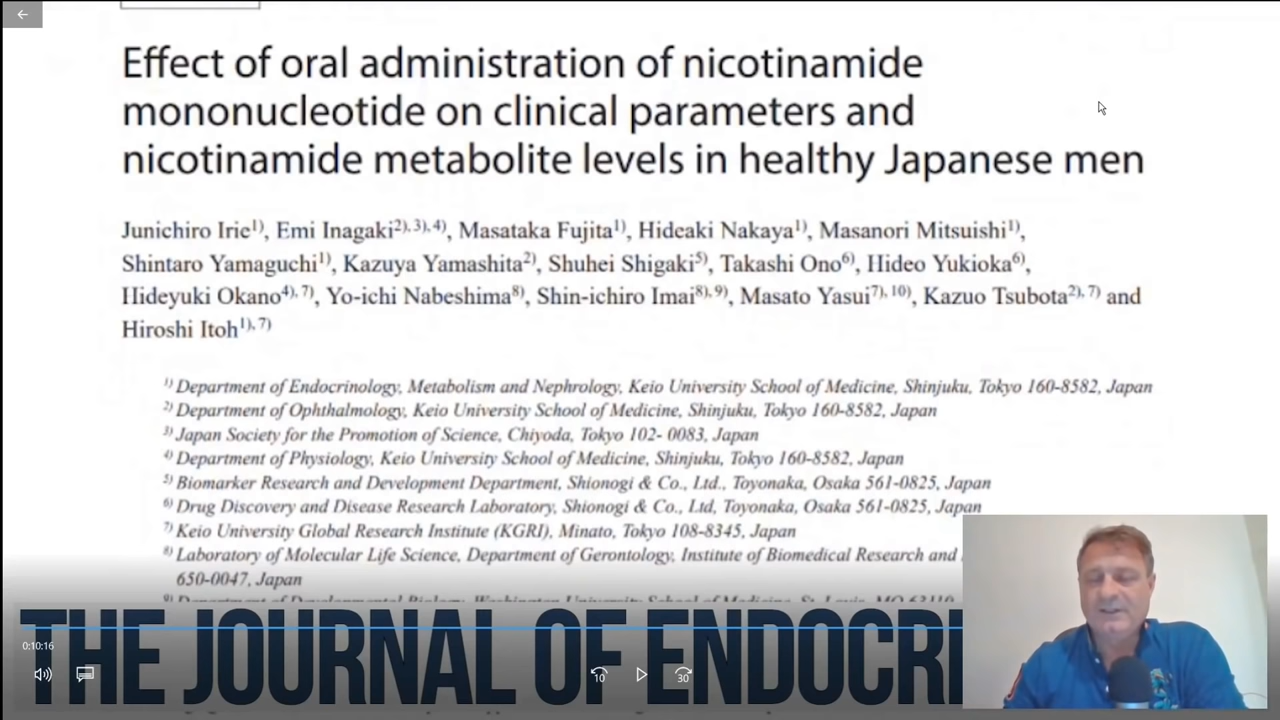 Effect of oral administration of nicotinamide
mononucleotide on clinical parameters and
nicotinamide metabolite levels in healthy Japanese men
Junichiro Irie1), Emi Inagaki2), 3), 4), Masataka Fujita1), Hideaki Nakaya1), Masanori Mitsuishi1),
Shintaro Yamaguchi1), Kazuya Yamashita2), Shuhei Shigaki5), Takashi Ono6), Hideo Yukioka6),
Hideyuki Okano4), 7), Yo-ichi Nabeshima8), Shin-ichiro Imai8), 9), Masato Yasui7), 10), Kazuo Tsubota2), 7) and
Hiroshi Itoh1), 7)
1) Department of Endocrinology, Metabolism and Nephrology, Keio University School of Medicine, Shinjuku, Tokyo 160-8582, Japan
2) Department of Ophthalmology, Keio University School of Medicine, Shinjuku, Tokyo 160-8582, Japan
3) Japan Society for the Promotion of Science, Chiyoda, Tokyo 102- 0083, Japan
4) Department of Physiology, Keio University School of Medicine, Shinjuku, Tokyo 160-8582, Japan
5) Biomarker Research and Development Department, Shionogi & Co., Ltd., Toyonaka, Osaka 561-0825, Japan
6) Drug Discovery and Disease Research Laboratory, Shionogi & Co., Ltd, Toyonaka, Osaka 561-0825, Japan
7) Keio University Global Research Institute (KGRI), Minato, Tokyo 108-8345, Japan
8) Laboratory of Molecular Life Science, Department of Gerontology, Institute of Biomedical Research and
650-0047, Japan
THE JOURNAL OF ENDOCRI
0:10:16
10
30